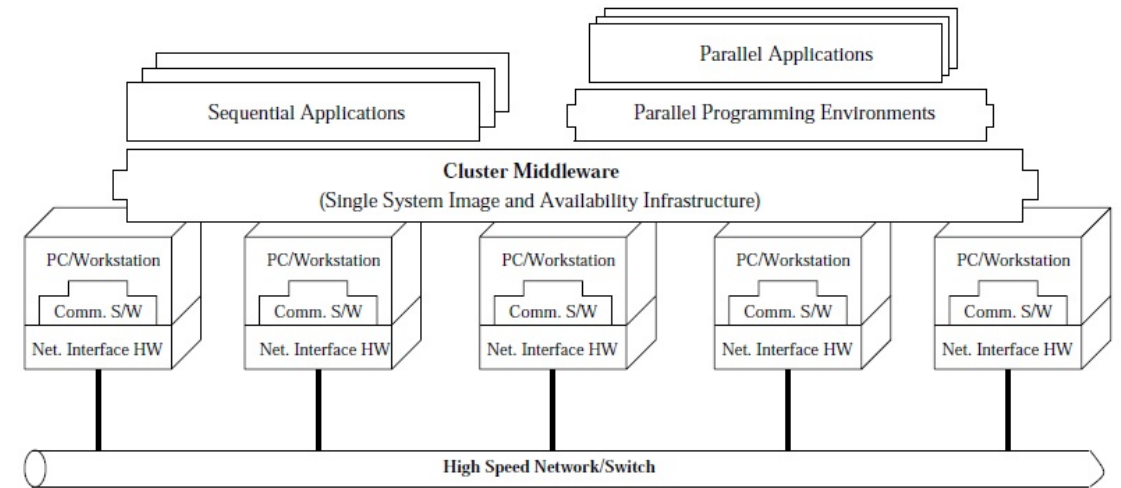 Parallel Applications
Sequential Applications
Parallel Programming Environments
Cluster Middleware
(Single System Image and Availability Infrastructure)
PC/Workstation
Comm. S/W
Net. Interface HW
PC/Workstation
Comm. S/W
Net. Interface HW
PC/Workstation
Comm. S/W
Net. Interface HW
PC/Workstation
Comm. S/W
Net. Interface HW
PC/Workstation
Comm. S/W
Net. Interface HW
High Speed Network/Switch